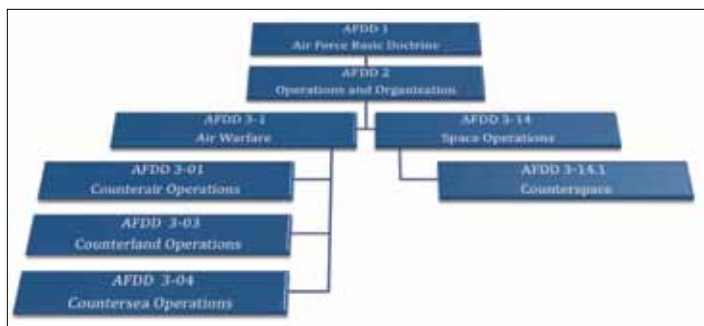 AFDD 1
Air Force Basic Doctrine
AFDD 2
Operations and Organization
AFDD 3-1
Air Warfare
AFDD 3-14
Space Operations
AFDD 3-01
Counterair Operations
AFDD 3-14.1
Counterspace
AFDD 3-03
Counterland Operations
AFDD 3-04
Countersea Operations